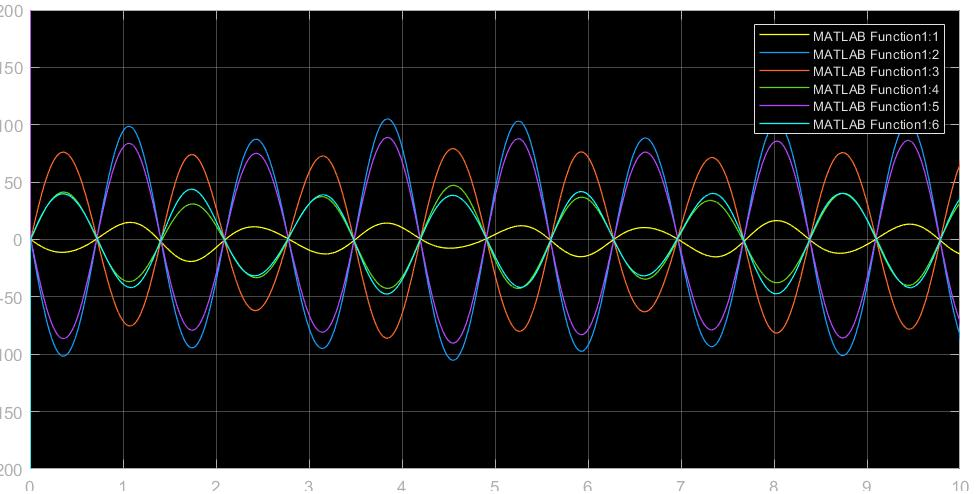 200
150
100
50
0
-50
100
150
200
0 1 2 3 4 5 6 7 8 9 10
MATLAB Function1:1
MATLAB Function1:2
MATLAB Function1:3
MATLAB Function1:4
MATLAB Function1:5
MATLAB Function1:6